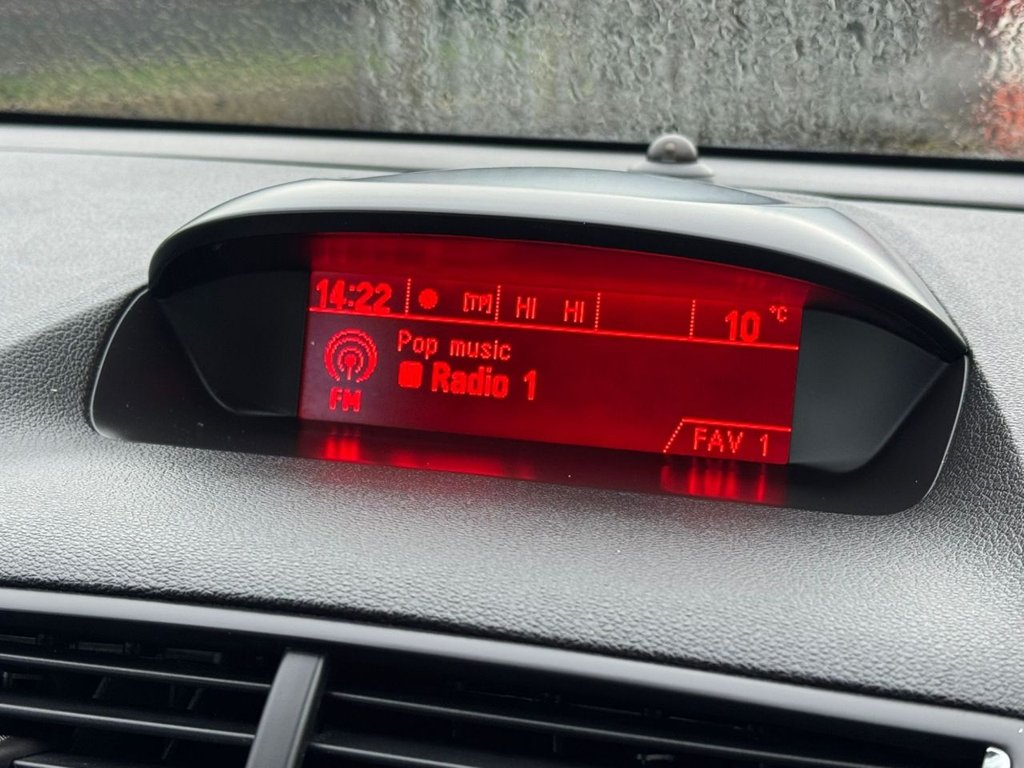 14:22 [TP] HI HI 10 °C
Pop music
Radio 1
FM
FAV 1